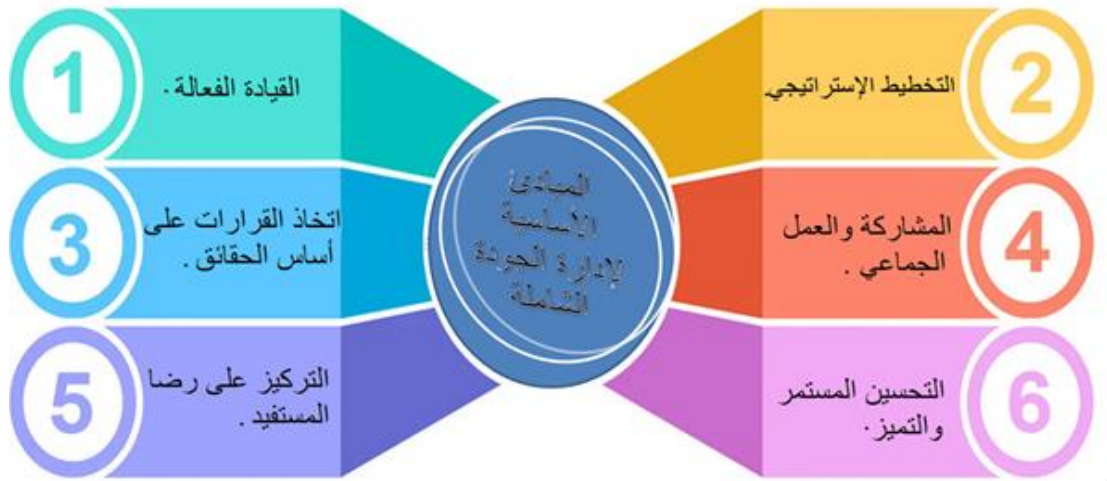 1
القيادة الفعالة.
2
التخطيط الإستراتيجي.
3
اتخاذ القرارات على
أساس الحقائق.
4
المشاركة والعمل
الجماعي.
5
التركيز على رضا
المستفيد.
6
التحسين المستمر
والتميز.
المبادئ
الأساسية
لإدارة الجودة
الشاملة